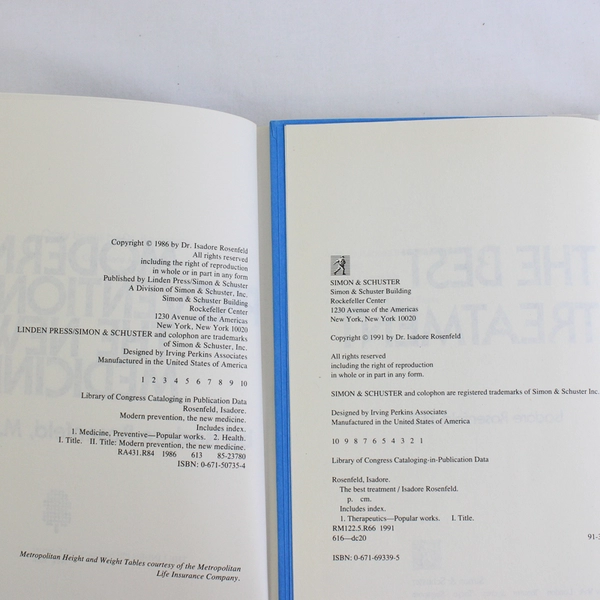 Copyright © 1986 by Dr. Isadore Rosenfeld
All rights reserved
including the right of reproduction
in whole or in part in any form
Published by Linden Press/Simon & Schuster
A Division of Simon & Schuster, Inc.
Simon & Schuster Building
Rockefeller Center
1230 Avenue of the Americas
New York, New York 10020
LINDEN PRESS/SIMON & SCHUSTER and colophon are trademarks
of Simon & Schuster, Inc.
Designed by Irving Perkins Associates
Manufactured in the United States of America
1 2 3 4 5 6 7 8 9 10
Library of Congress Cataloging in Publication Data
Rosenfeld, Isadore.
Modern prevention, the new medicine.
Includes index.
1. Medicine, Preventive—Popular works. 2. Health.
I. Title. II. Title: Modern prevention, the new medicine.
RA431.R84 1986 613 85-23780
ISBN: 0-671-50735-4
Metropolitan Height and Weight Tables courtesy of the Metropolitan
Life Insurance Company.
SIMON & SCHUSTER
Simon & Schuster Building
Rockefeller Center
1230 Avenue of the Americas
New York, New York 10020
Copyright © 1991 by Dr. Isadore Rosenfeld
All rights reserved
including the right of reproduction
in whole or in part in any form.
SIMON & SCHUSTER and colophon are registered trademarks of Simon & Schuster Inc.
Designed by Irving Perkins Associates
Manufactured in the United States of America
10 9 8 7 6 5 4 3 2 1
Library of Congress Cataloging-in-Publication Data
Rosenfeld, Isadore.
The best treatment / Isadore Rosenfeld.
p. cm.
Includes index.
1. Therapeutics—Popular works. I. Title.
RM122.5.R66 1991
616—dc20 91-3
ISBN: 0-671-69339-5
THE BEST
TREATMENT